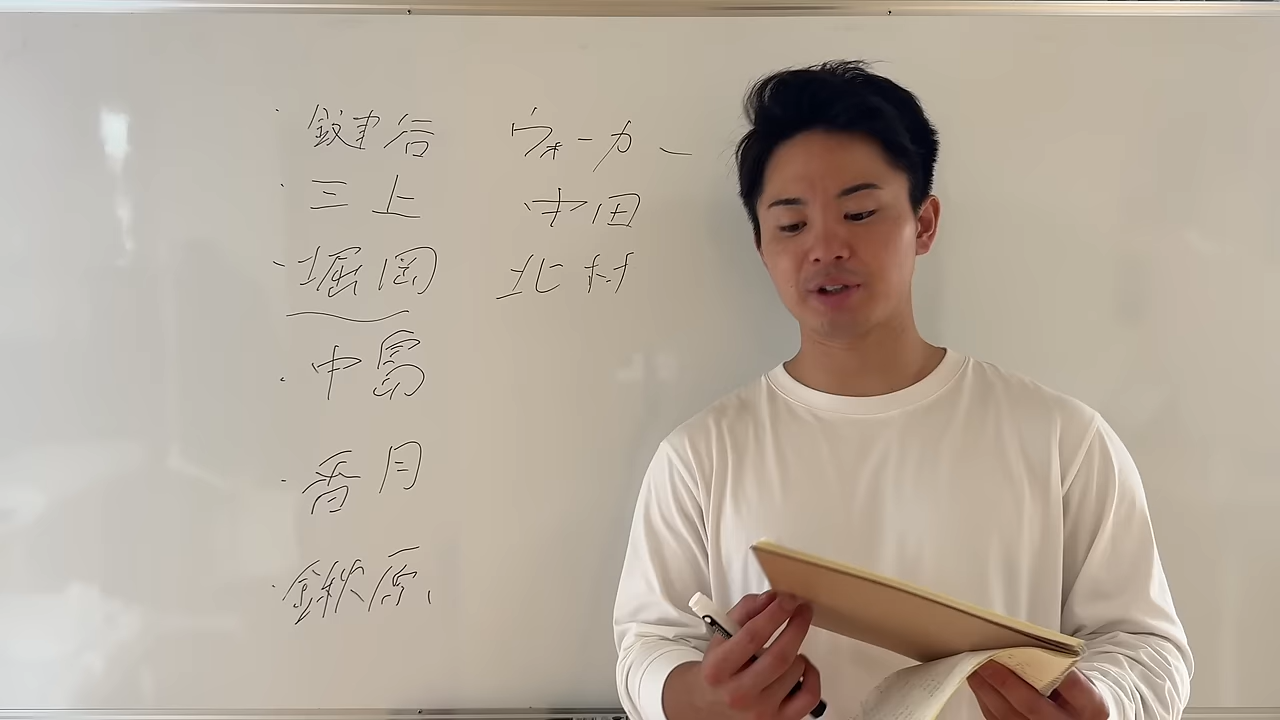 ・鍵谷 ウォーカー
・三上 中田
・堀岡 北村
・中島
・香月
・鍬原